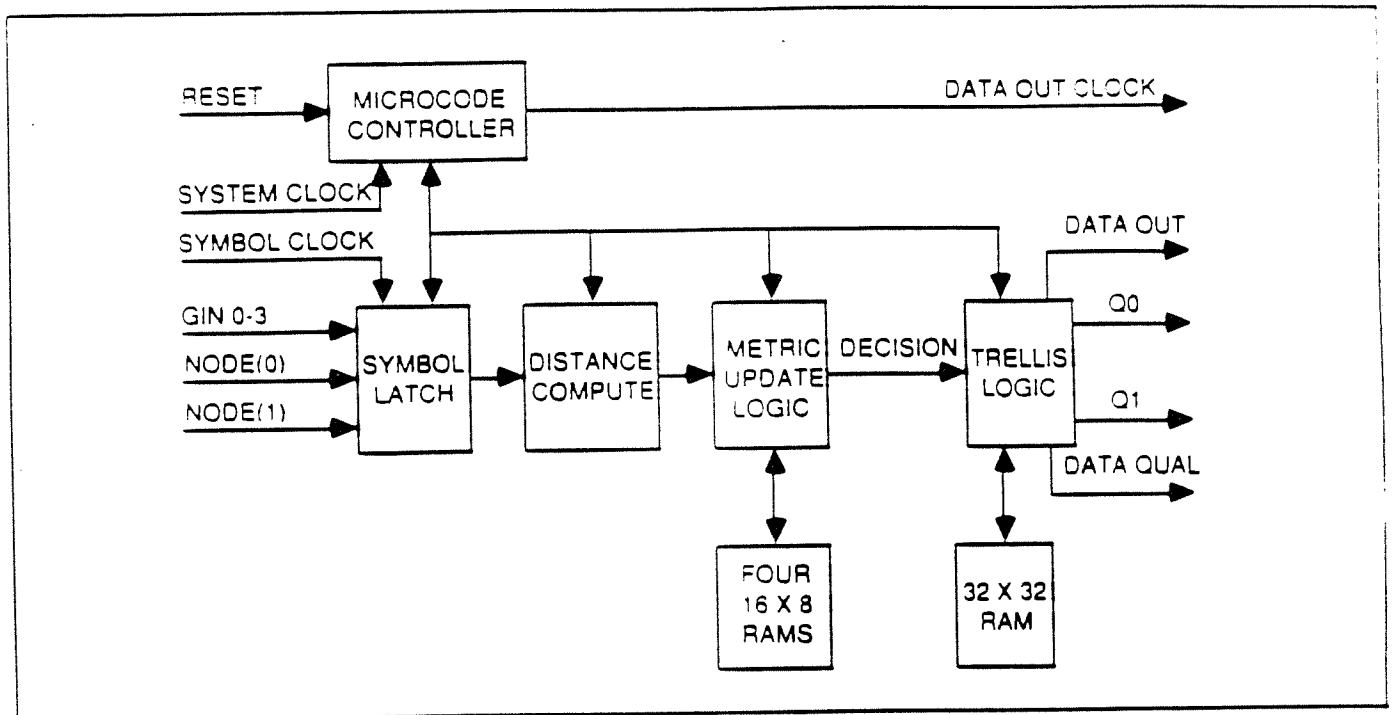 RESET
MICROCODE
CONTROLLER
DATA OUT CLOCK
SYSTEM CLOCK
SYMBOL CLOCK
DATA OUT
GIN 0-3
NODE(0)
NODE(1)
SYMBOL
LATCH
DISTANCE
COMPUTE
METRIC
UPDATE
LOGIC
DECISION
TRELLIS
LOGIC
Q0
Q1
DATA QUAL
FOUR
16 X 8
RAMS
32 X 32
RAM